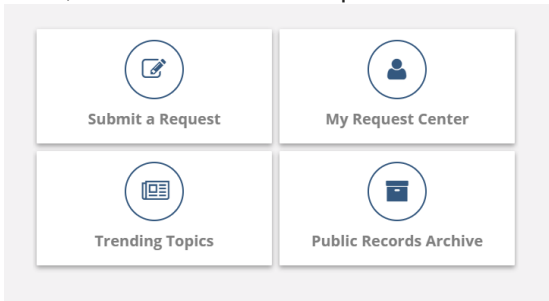 Submit a Request
My Request Center
Trending Topics
Public Records Archive